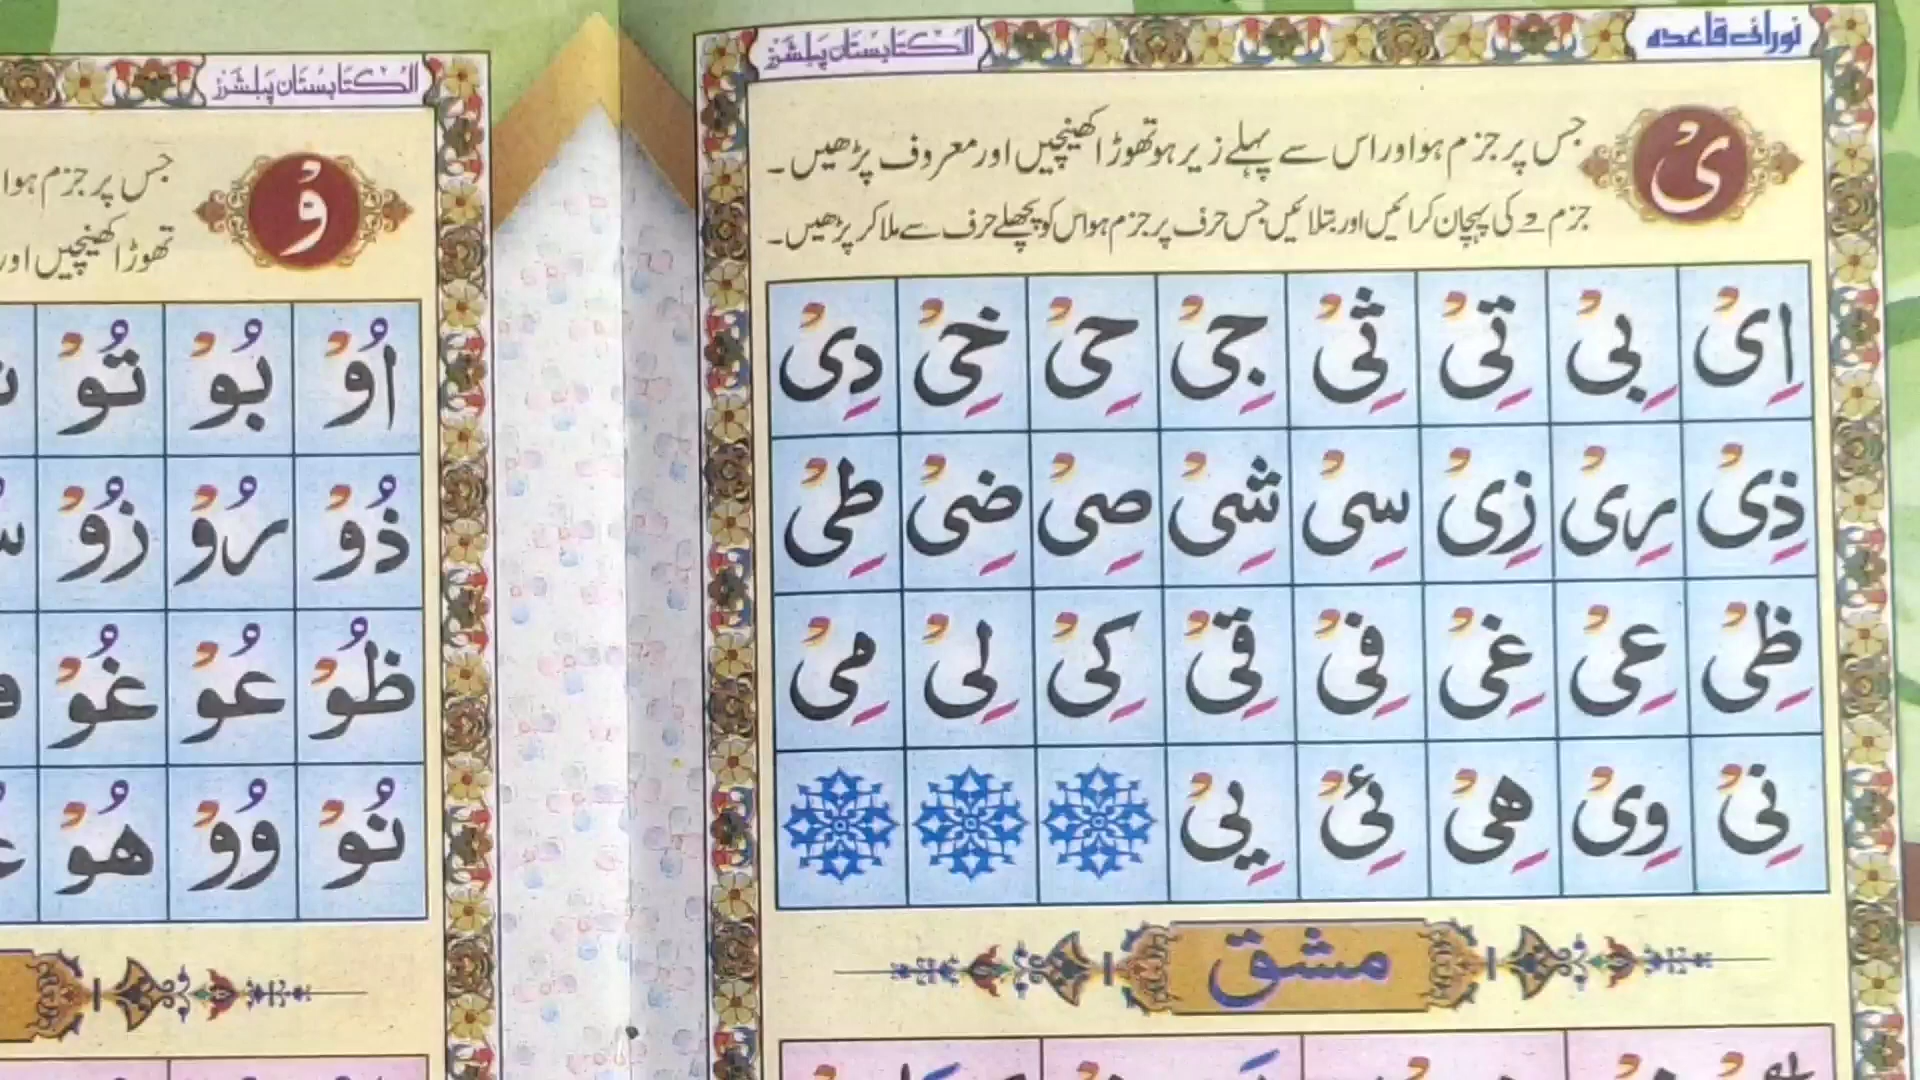 نورانی قاعدہ
الکتابستان پبلشرز
یْ
جس پر جزم ہو اور اس سے پہلے زیر ہو تھوڑا کھینچیں اور معروف پڑھیں۔
جزم کی پہچان کرائیں اور بتلائیں جس حرف پر جزم ہو اس کو پچھلے حرف سے ملا کر پڑھیں۔
اِیْ بِیْ تِیْ ثِیْ جِیْ حِیْ خِیْ دِیْ
ذِیْ رِیْ زِیْ سِیْ شِیْ صِیْ ضِیْ طِیْ
ظِیْ عِیْ غِیْ فِیْ قِیْ کِیْ لِیْ مِیْ
نِیْ وِیْ هِیْ ئِیْ یِیْ
مشق
الکتابستان پبلشرز
وْ
جس پر جزم ہو
تھوڑا کھینچیں اور
اُوْ بُوْ تُوْ
ذُوْ رُوْ زُوْ
ظُوْ عُوْ غُوْ
نُوْ وُوْ هُوْ